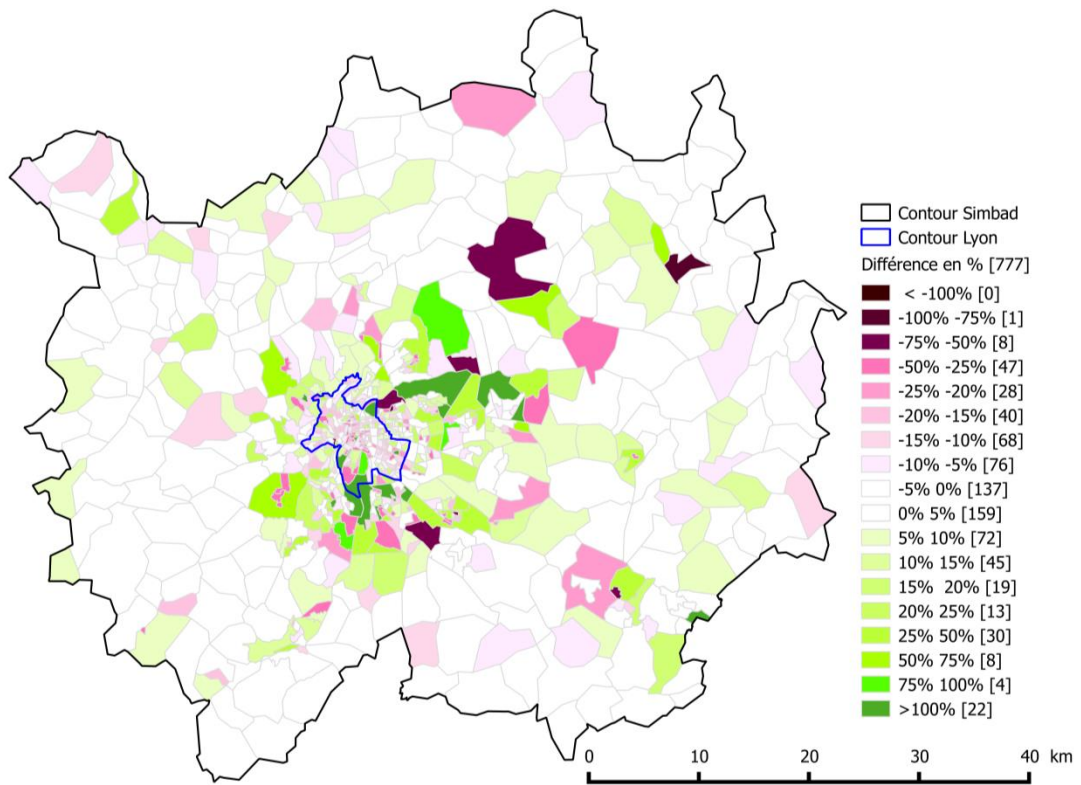 Contour Simbad
Contour Lyon
Différence en % [777]
< -100% [0]
-100% -75% [1]
-75% -50% [8]
-50% -25% [47]
-25% -20% [28]
-20% -15% [40]
-15% -10% [68]
-10% -5% [76]
-5% 0% [137]
0% 5% [159]
5% 10% [72]
10% 15% [45]
15% 20% [19]
20% 25% [13]
25% 50% [30]
50% 75% [8]
75% 100% [4]
>100% [22]
0 10 20 30 40 km